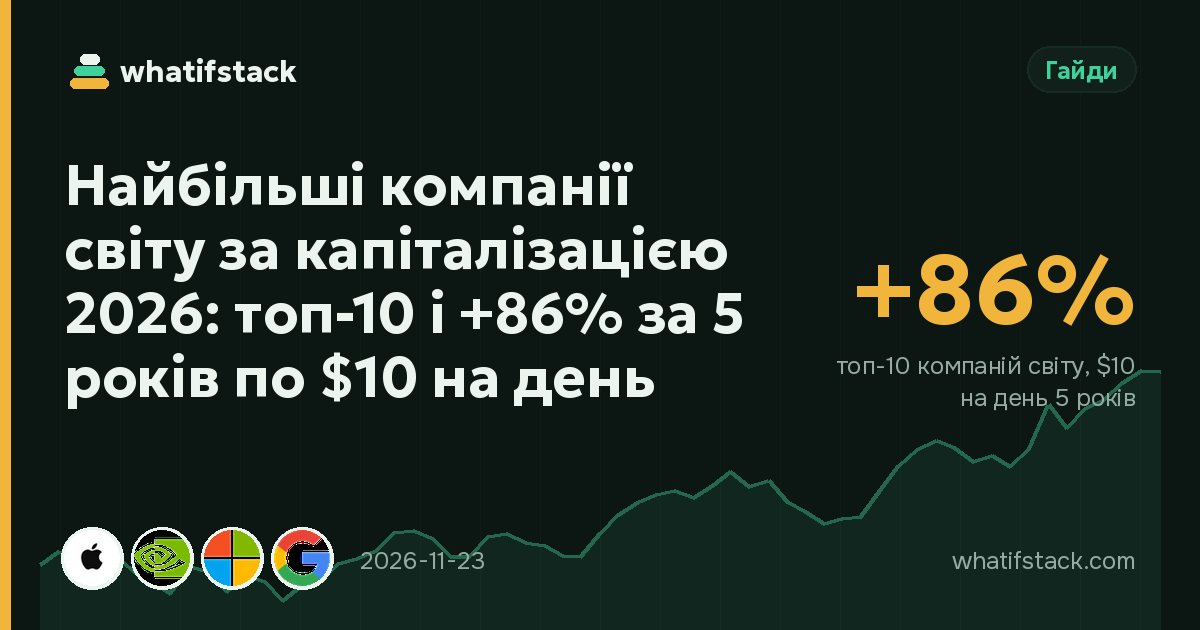 whatifstack
Гайди
Найбільші компанії
світу за капіталізацією
2026: топ-10 і +86% за 5
років по $10 на день
+86%
топ-10 компаній світу, $10
на день 5 років
2026-11-23
whatifstack.com